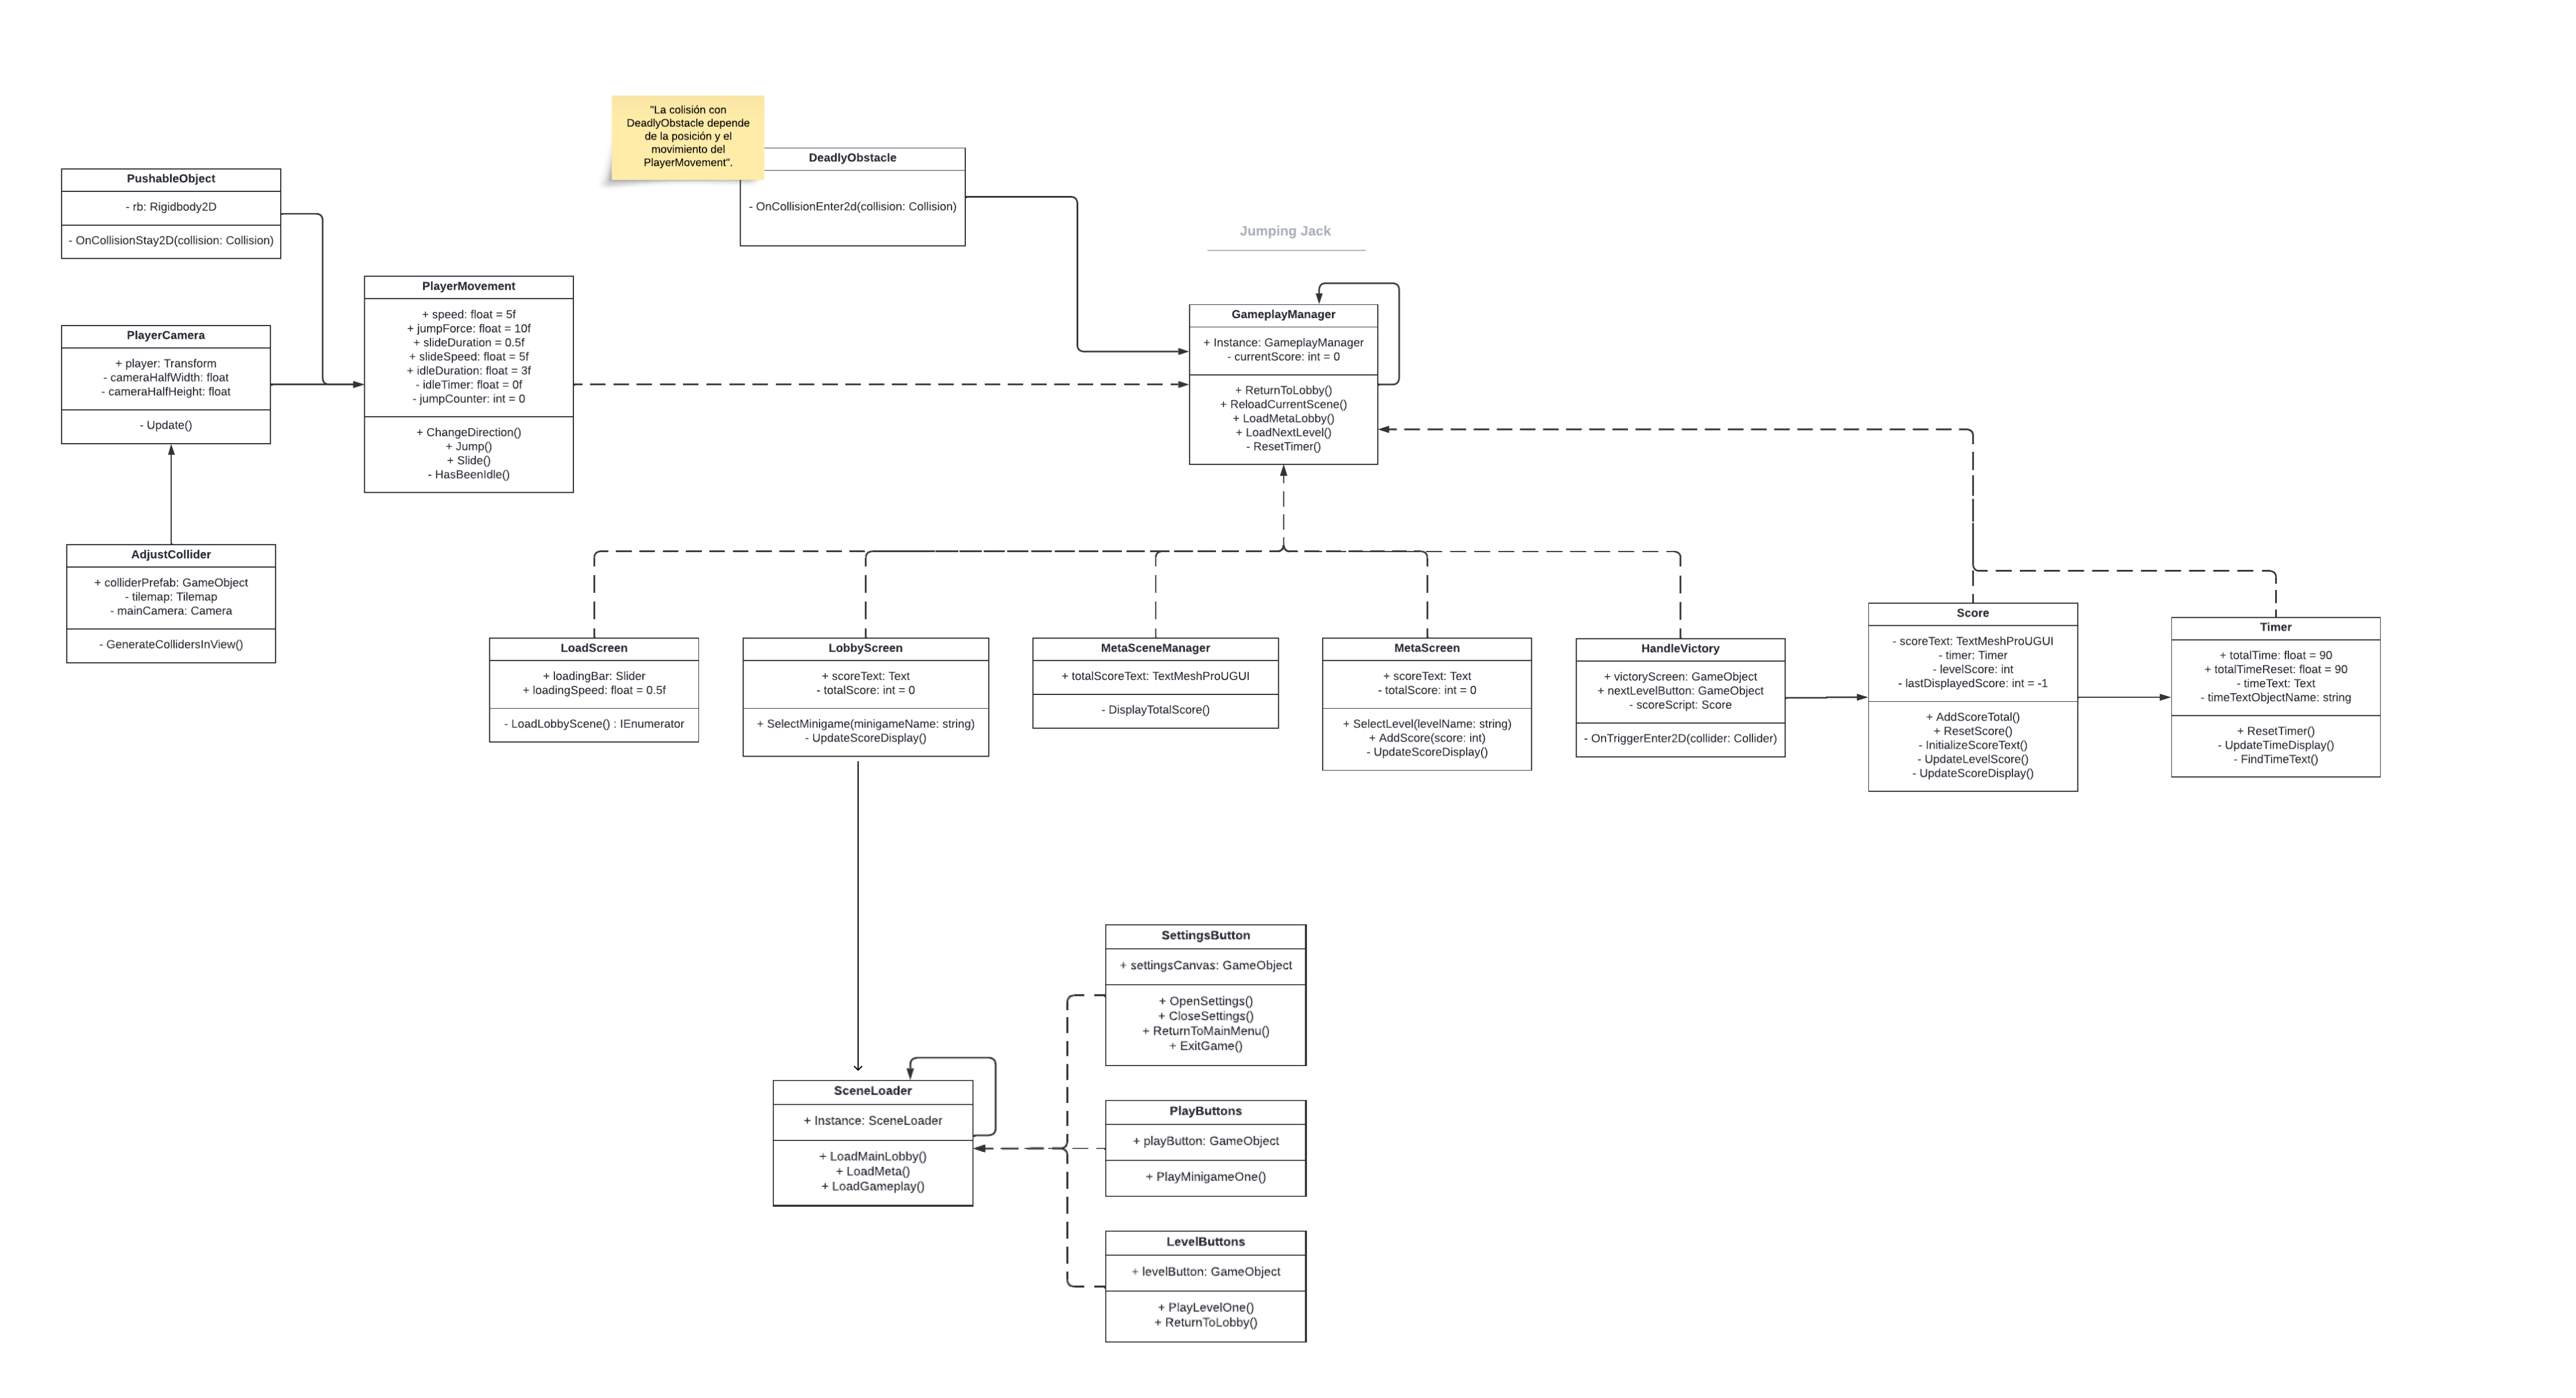 "La colisión con
DeadlyObstacle depende
de la posición y el
movimiento del
PlayerMovement".
DeadlyObstacle
- OnCollisionEnter2d(collision: Collision)
PushableObject
- rb: Rigidbody2D
- OnCollisionStay2D(collision: Collision)
Jumping Jack
PlayerMovement
+ speed: float = 5f
+ jumpForce: float = 10f
+ slideDuration = 0.5f
+ slideSpeed: float = 5f
+ idleDuration: float = 3f
- idleTimer: float = 0f
- jumpCounter: int = 0
+ ChangeDirection()
+ Jump()
+ Slide()
- HasBeenIdle()
PlayerCamera
+ player: Transform
- cameraHalfWidth: float
- cameraHalfHeight: float
- Update()
GameplayManager
+ Instance: GameplayManager
- currentScore: int = 0
+ ReturnToLobby()
+ ReloadCurrentScene()
+ LoadMetaLobby()
+ LoadNextLevel()
- ResetTimer()
AdjustCollider
+ colliderPrefab: GameObject
- tilemap: Tilemap
- mainCamera: Camera
- GenerateCollidersInView()
LoadScreen
+ loadingBar: Slider
+ loadingSpeed: float = 0.5f
- LoadLobbyScene() : IEnumerator
LobbyScreen
+ scoreText: Text
- totalScore: int = 0
+ SelectMinigame(minigameName: string)
- UpdateScoreDisplay()
MetaSceneManager
+ totalScoreText: TextMeshProUGUI
- DisplayTotalScore()
MetaScreen
+ scoreText: Text
- totalScore: int = 0
+ SelectLevel(levelName: string)
+ AddScore(score: int)
- UpdateScoreDisplay()
HandleVictory
+ victoryScreen: GameObject
+ nextLevelButton: GameObject
- scoreScript: Score
- OnTriggerEnter2D(collider: Collider)
Score
- scoreText: TextMeshProUGUI
- timer: Timer
- levelScore: int
- lastDisplayedScore: int = -1
+ AddScoreTotal()
+ ResetScore()
- InitializeScoreText()
- UpdateLevelScore()
- UpdateScoreDisplay()
Timer
+ totalTime: float = 90
+ totalTimeReset: float = 90
- timeText: Text
- timeTextObjectName: string
+ ResetTimer()
- UpdateTimeDisplay()
- FindTimeText()
SettingsButton
+ settingsCanvas: GameObject
+ OpenSettings()
+ CloseSettings()
+ ReturnToMainMenu()
+ ExitGame()
SceneLoader
+ Instance: SceneLoader
+ LoadMainLobby()
+ LoadMeta()
+ LoadGameplay()
PlayButtons
+ playButton: GameObject
+ PlayMinigameOne()
LevelButtons
+ levelButton: GameObject
+ PlayLevelOne()
+ ReturnToLobby()